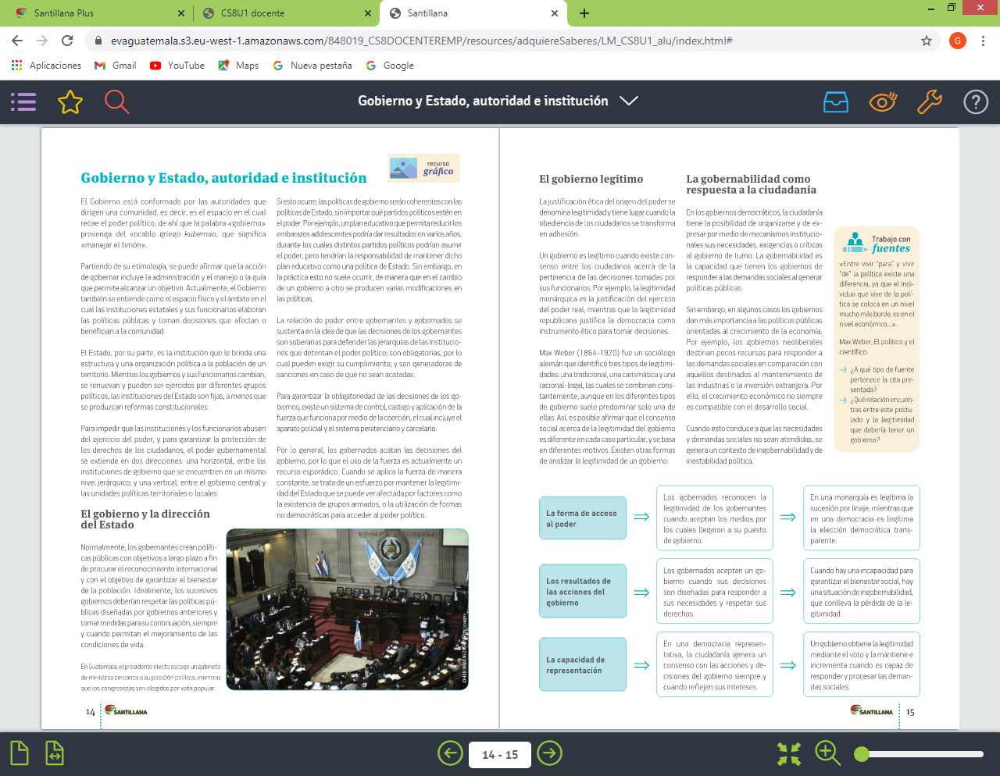 Santillana Plus
CS8U1 docente
Santillana
evaguatemala.s3.eu-west-1.amazonaws.com/848019_CS8DOCENTEREMP/resources/adquiereSaberes/LM_CS8U1_alu/index.html#
G
Aplicaciones
Gmail
YouTube
Maps
Nueva pestaña
Google
Gobierno y Estado, autoridad e institución
recurso
gráfico
Gobierno y Estado, autoridad e institución
El Gobierno está conformado por las autoridades que
dirigen una comunidad, es decir, es el espacio en el cual
recae el poder político; de ahí que la palabra «gobierno»
provenga del vocablo griego kubernao, que significa
«manejar el timón».
Partiendo de su etimología, se puede afirmar que la acción
de gobernar incluye la administración y el manejo o la guía
que permite alcanzar un objetivo. Actualmente, el Gobierno
también se entiende como el espacio físico y el ámbito en el
cual las instituciones estatales y sus funcionarios elaboran
las políticas públicas y toman decisiones que afectan o
benefician a la comunidad.
El Estado, por su parte, es la institución que le brinda una
estructura y una organización política a la población de un
territorio. Mientras los gobiernos y sus funcionarios cambian,
se renuevan y pueden ser ejercidos por diferentes grupos
políticos, las instituciones del Estado son fijas, a menos que
se produzcan reformas constitucionales.
Para impedir que las instituciones y los funcionarios abusen
del ejercicio del poder, y para garantizar la protección de
los derechos de los ciudadanos, el poder gubernamental
se extiende en dos direcciones: una horizontal, entre las
instituciones de gobierno que se encuentren en un mismo
nivel jerárquico; y una vertical, entre el gobierno central y
las unidades políticas territoriales o locales.
El gobierno y la dirección
del Estado
Normalmente, los gobernantes crean políti-
cas públicas con objetivos a largo plazo a fin
de procurar el reconocimiento internacional
y con el objetivo de garantizar el bienestar
de la población. Idealmente, los sucesivos
gobiernos deberían respetar las políticas pú-
blicas diseñadas por gobiernos anteriores y
tomar medidas para su continuación, siempre
y cuando permitan el mejoramiento de las
condiciones de vida.
En Guatemala, el presidente electo escoge un gabinete
de ministros cercanos a su posición política, mientras
que los congresistas son elegidos por voto popular.
Si esto ocurre, las políticas de gobierno serán coherentes con las
políticas de Estado, sin importar qué partidos políticos estén en
el poder. Por ejemplo, un plan educativo que permita reducir los
embarazos adolescentes podría dar resultados en varios años,
durante los cuales distintos partidos políticos podrían asumir
el poder, pero tendrían la responsabilidad de mantener dicho
plan educativo como una política de Estado. Sin embargo, en
la práctica esto no suele ocurrir, de manera que en el cambio
de un gobierno a otro se producen varias modificaciones en
las políticas.
La relación de poder entre gobernantes y gobernados se
sustenta en la idea de que las decisiones de los gobernantes
son soberanas para defender las jerarquías de las institucio-
nes que detentan el poder político; son obligatorias, por lo
cual pueden exigir su cumplimiento; y son generadoras de
sanciones en caso de que no sean acatadas.
Para garantizar la obligatoriedad de las decisiones de los go-
biernos, existe un sistema de control, castigo y aplicación de la
fuerza que funciona por medio de la coerción, el cual incluye el
aparato policial y el sistema penitenciario y carcelario.
Por lo general, los gobernados acatan las decisiones del
gobierno, por lo que el uso de la fuerza es actualmente un
recurso esporádico. Cuando se aplica la fuerza de manera
constante, se trata de un esfuerzo por mantener la legitimi-
dad del Estado que se puede ver afectada por factores como
la existencia de grupos armados, o la utilización de formas
no democráticas para acceder al poder político.
14
SANTILLANA
El gobierno legítimo
La justificación ética del origen del poder se
denomina legitimidad y tiene lugar cuando la
obediencia de los ciudadanos se transforma
en adhesión.
Un gobierno es legítimo cuando existe con-
senso entre los ciudadanos acerca de la
pertinencia de las decisiones tomadas por
sus funcionarios. Por ejemplo, la legitimidad
monárquica es la justificación del ejercicio
del poder real, mientras que la legitimidad
republicana justifica la democracia como
instrumento ético para tomar decisiones.
Max Weber (1864-1920) fue un sociólogo
alemán que identificó tres tipos de legitimi-
dades: una tradicional, una carismática y una
racional-legal, las cuales se combinan cons-
tantemente, aunque en los diferentes tipos
de gobierno suele predominar solo una de
ellas. Así, es posible afirmar que el consenso
social acerca de la legitimidad del gobierno
es diferente en cada caso particular, y se basa
en diferentes motivos. Existen otras formas
de analizar la legitimidad de un gobierno:
La gobernabilidad como
respuesta a la ciudadanía
En los gobiernos democráticos, la ciudadanía
tiene la posibilidad de organizarse y de ex-
presar por medio de mecanismos institucio-
nales sus necesidades, exigencias o críticas
al gobierno de turno. La gobernabilidad es
la capacidad que tienen los gobiernos de
responder a las demandas sociales al generar
políticas públicas.
Sin embargo, en algunos casos los gobiernos
dan más importancia a las políticas públicas
orientadas al crecimiento de la economía.
Por ejemplo, los gobiernos neoliberales
destinan pocos recursos para responder a
las demandas sociales en comparación con
aquellos destinados al mantenimiento de
las industrias o la inversión extranjera. Por
ello, el crecimiento económico no siempre
es compatible con el desarrollo social.
Cuando esto conduce a que las necesidades
y demandas sociales no sean atendidas, se
genera un contexto de ingobernabilidad y de
inestabilidad política.
Trabajo con
fuentes
«Entre vivir "para" y vivir
"de" la política existe una
diferencia, ya que el indi-
viduo que vive de la polí-
tica se coloca en un nivel
mucho más burdo, es en el
nivel económico...».
Max Weber, El político y el
científico.
¿A qué tipo de fuente
pertenece la cita pre-
sentada?
¿Qué relación encuen-
tras entre este postu-
lado y la legitimidad
que debería tener un
gobierno?
La forma de acceso
al poder
Los gobernados reconocen la
legitimidad de los gobernantes
cuando aceptan los medios por
los cuales llegaron a su puesto
de gobierno.
En una monarquía es legítima la
sucesión por linaje, mientras que
en una democracia es legítima
la elección democrática trans-
parente.
Los resultados de
las acciones del
gobierno
Los gobernados aceptan un go-
bierno cuando sus decisiones
son diseñadas para responder a
sus necesidades y respetar sus
derechos.
Cuando hay una incapacidad para
garantizar el bienestar social, hay
una situación de ingobernabilidad,
que conlleva la pérdida de la le-
gitimidad.
La capacidad de
representación
En una democracia represen-
tativa, la ciudadanía genera un
consenso con las acciones y de-
cisiones del gobierno siempre y
cuando reflejen sus intereses.
Un gobierno obtiene la legitimidad
mediante el voto y la mantiene e
incrementa cuando es capaz de
responder y procesar las deman-
das sociales.
SANTILLANA
15
14 - 15